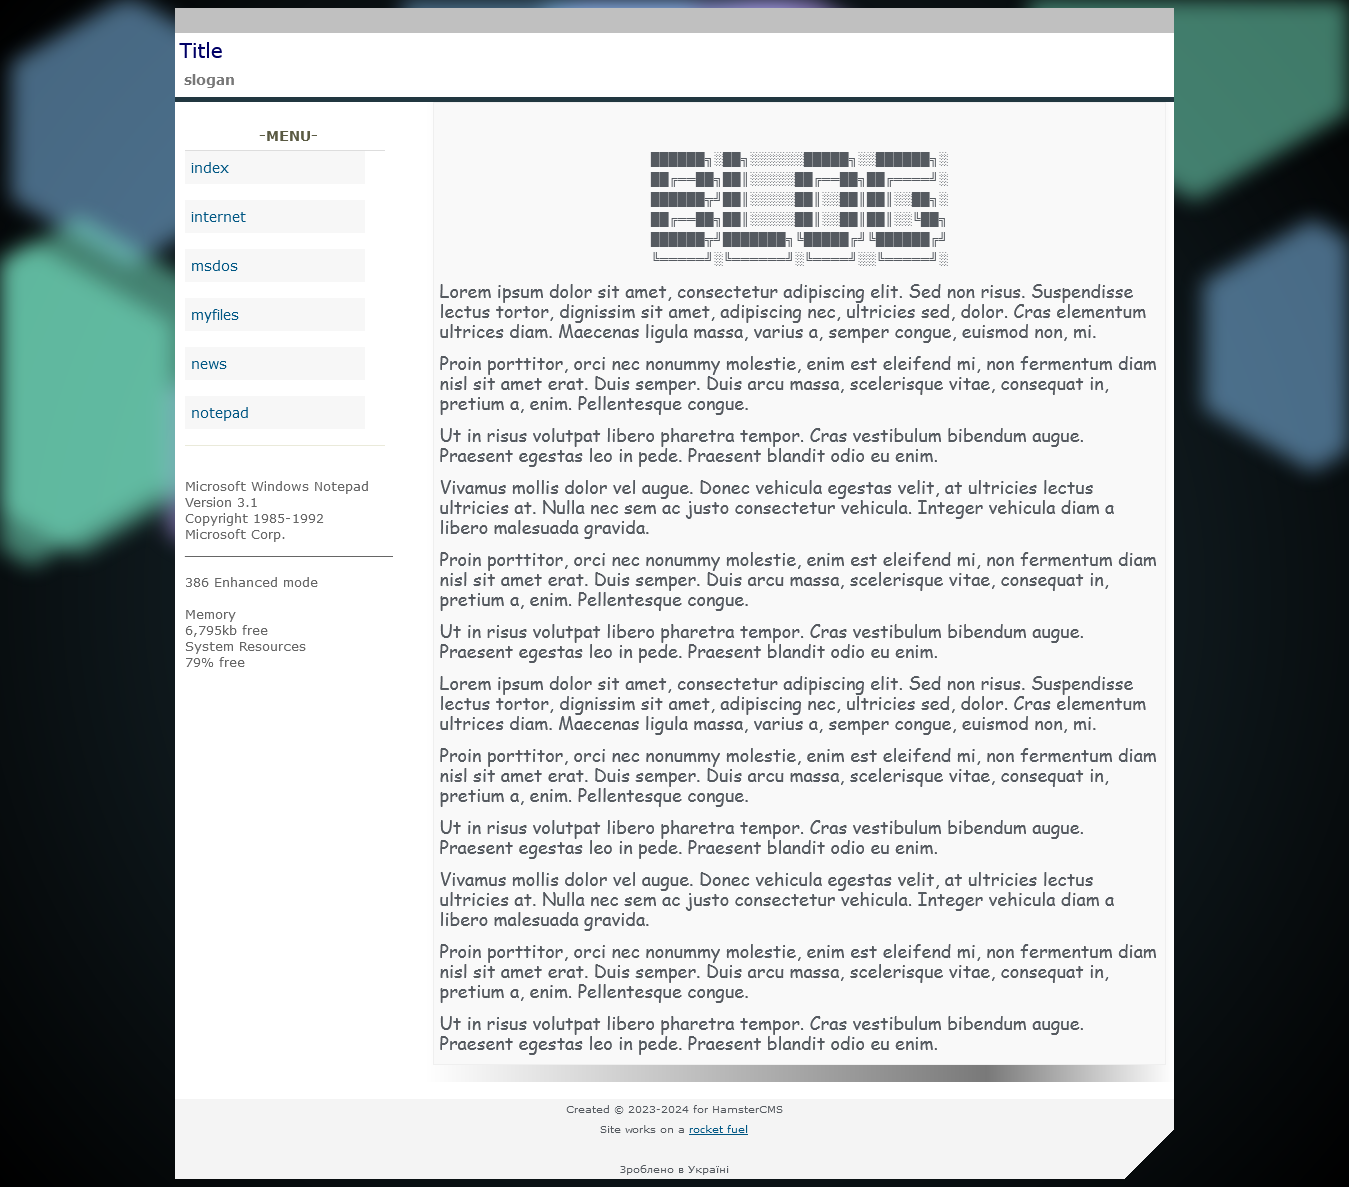 Title
slogan
-MENU-
index
internet
msdos
myfiles
news
notepad
Microsoft Windows Notepad
Version 3.1
Copyright 1985-1992
Microsoft Corp.
386 Enhanced mode
Memory
6,795kb free
System Resources
79% free
██████╗░██╗░░░░░░█████╗░░██████╗░
██╔══██╗██║░░░░░██╔══██╗██╔════╝░
██████╦╝██║░░░░░██║░░██║██║░░██╗░
██╔══██╗██║░░░░░██║░░██║██║░░╚██╗
██████╦╝███████╗╚█████╔╝╚██████╔╝
╚═════╝░╚══════╝░╚════╝░░╚═════╝░
Lorem ipsum dolor sit amet, consectetur adipiscing elit. Sed non risus. Suspendisse
lectus tortor, dignissim sit amet, adipiscing nec, ultricies sed, dolor. Cras elementum
ultrices diam. Maecenas ligula massa, varius a, semper congue, euismod non, mi.
Proin porttitor, orci nec nonummy molestie, enim est eleifend mi, non fermentum diam
nisl sit amet erat. Duis semper. Duis arcu massa, scelerisque vitae, consequat in,
pretium a, enim. Pellentesque congue.
Ut in risus volutpat libero pharetra tempor. Cras vestibulum bibendum augue.
Praesent egestas leo in pede. Praesent blandit odio eu enim.
Vivamus mollis dolor vel augue. Donec vehicula egestas velit, at ultricies lectus
ultricies at. Nulla nec sem ac justo consectetur vehicula. Integer vehicula diam a
libero malesuada gravida.
Proin porttitor, orci nec nonummy molestie, enim est eleifend mi, non fermentum diam
nisl sit amet erat. Duis semper. Duis arcu massa, scelerisque vitae, consequat in,
pretium a, enim. Pellentesque congue.
Ut in risus volutpat libero pharetra tempor. Cras vestibulum bibendum augue.
Praesent egestas leo in pede. Praesent blandit odio eu enim.
Lorem ipsum dolor sit amet, consectetur adipiscing elit. Sed non risus. Suspendisse
lectus tortor, dignissim sit amet, adipiscing nec, ultricies sed, dolor. Cras elementum
ultrices diam. Maecenas ligula massa, varius a, semper congue, euismod non, mi.
Proin porttitor, orci nec nonummy molestie, enim est eleifend mi, non fermentum diam
nisl sit amet erat. Duis semper. Duis arcu massa, scelerisque vitae, consequat in,
pretium a, enim. Pellentesque congue.
Ut in risus volutpat libero pharetra tempor. Cras vestibulum bibendum augue.
Praesent egestas leo in pede. Praesent blandit odio eu enim.
Vivamus mollis dolor vel augue. Donec vehicula egestas velit, at ultricies lectus
ultricies at. Nulla nec sem ac justo consectetur vehicula. Integer vehicula diam a
libero malesuada gravida.
Proin porttitor, orci nec nonummy molestie, enim est eleifend mi, non fermentum diam
nisl sit amet erat. Duis semper. Duis arcu massa, scelerisque vitae, consequat in,
pretium a, enim. Pellentesque congue.
Ut in risus volutpat libero pharetra tempor. Cras vestibulum bibendum augue.
Praesent egestas leo in pede. Praesent blandit odio eu enim.
Created © 2023-2024 for HamsterCMS
Site works on a rocket fuel
Зроблено в Україні